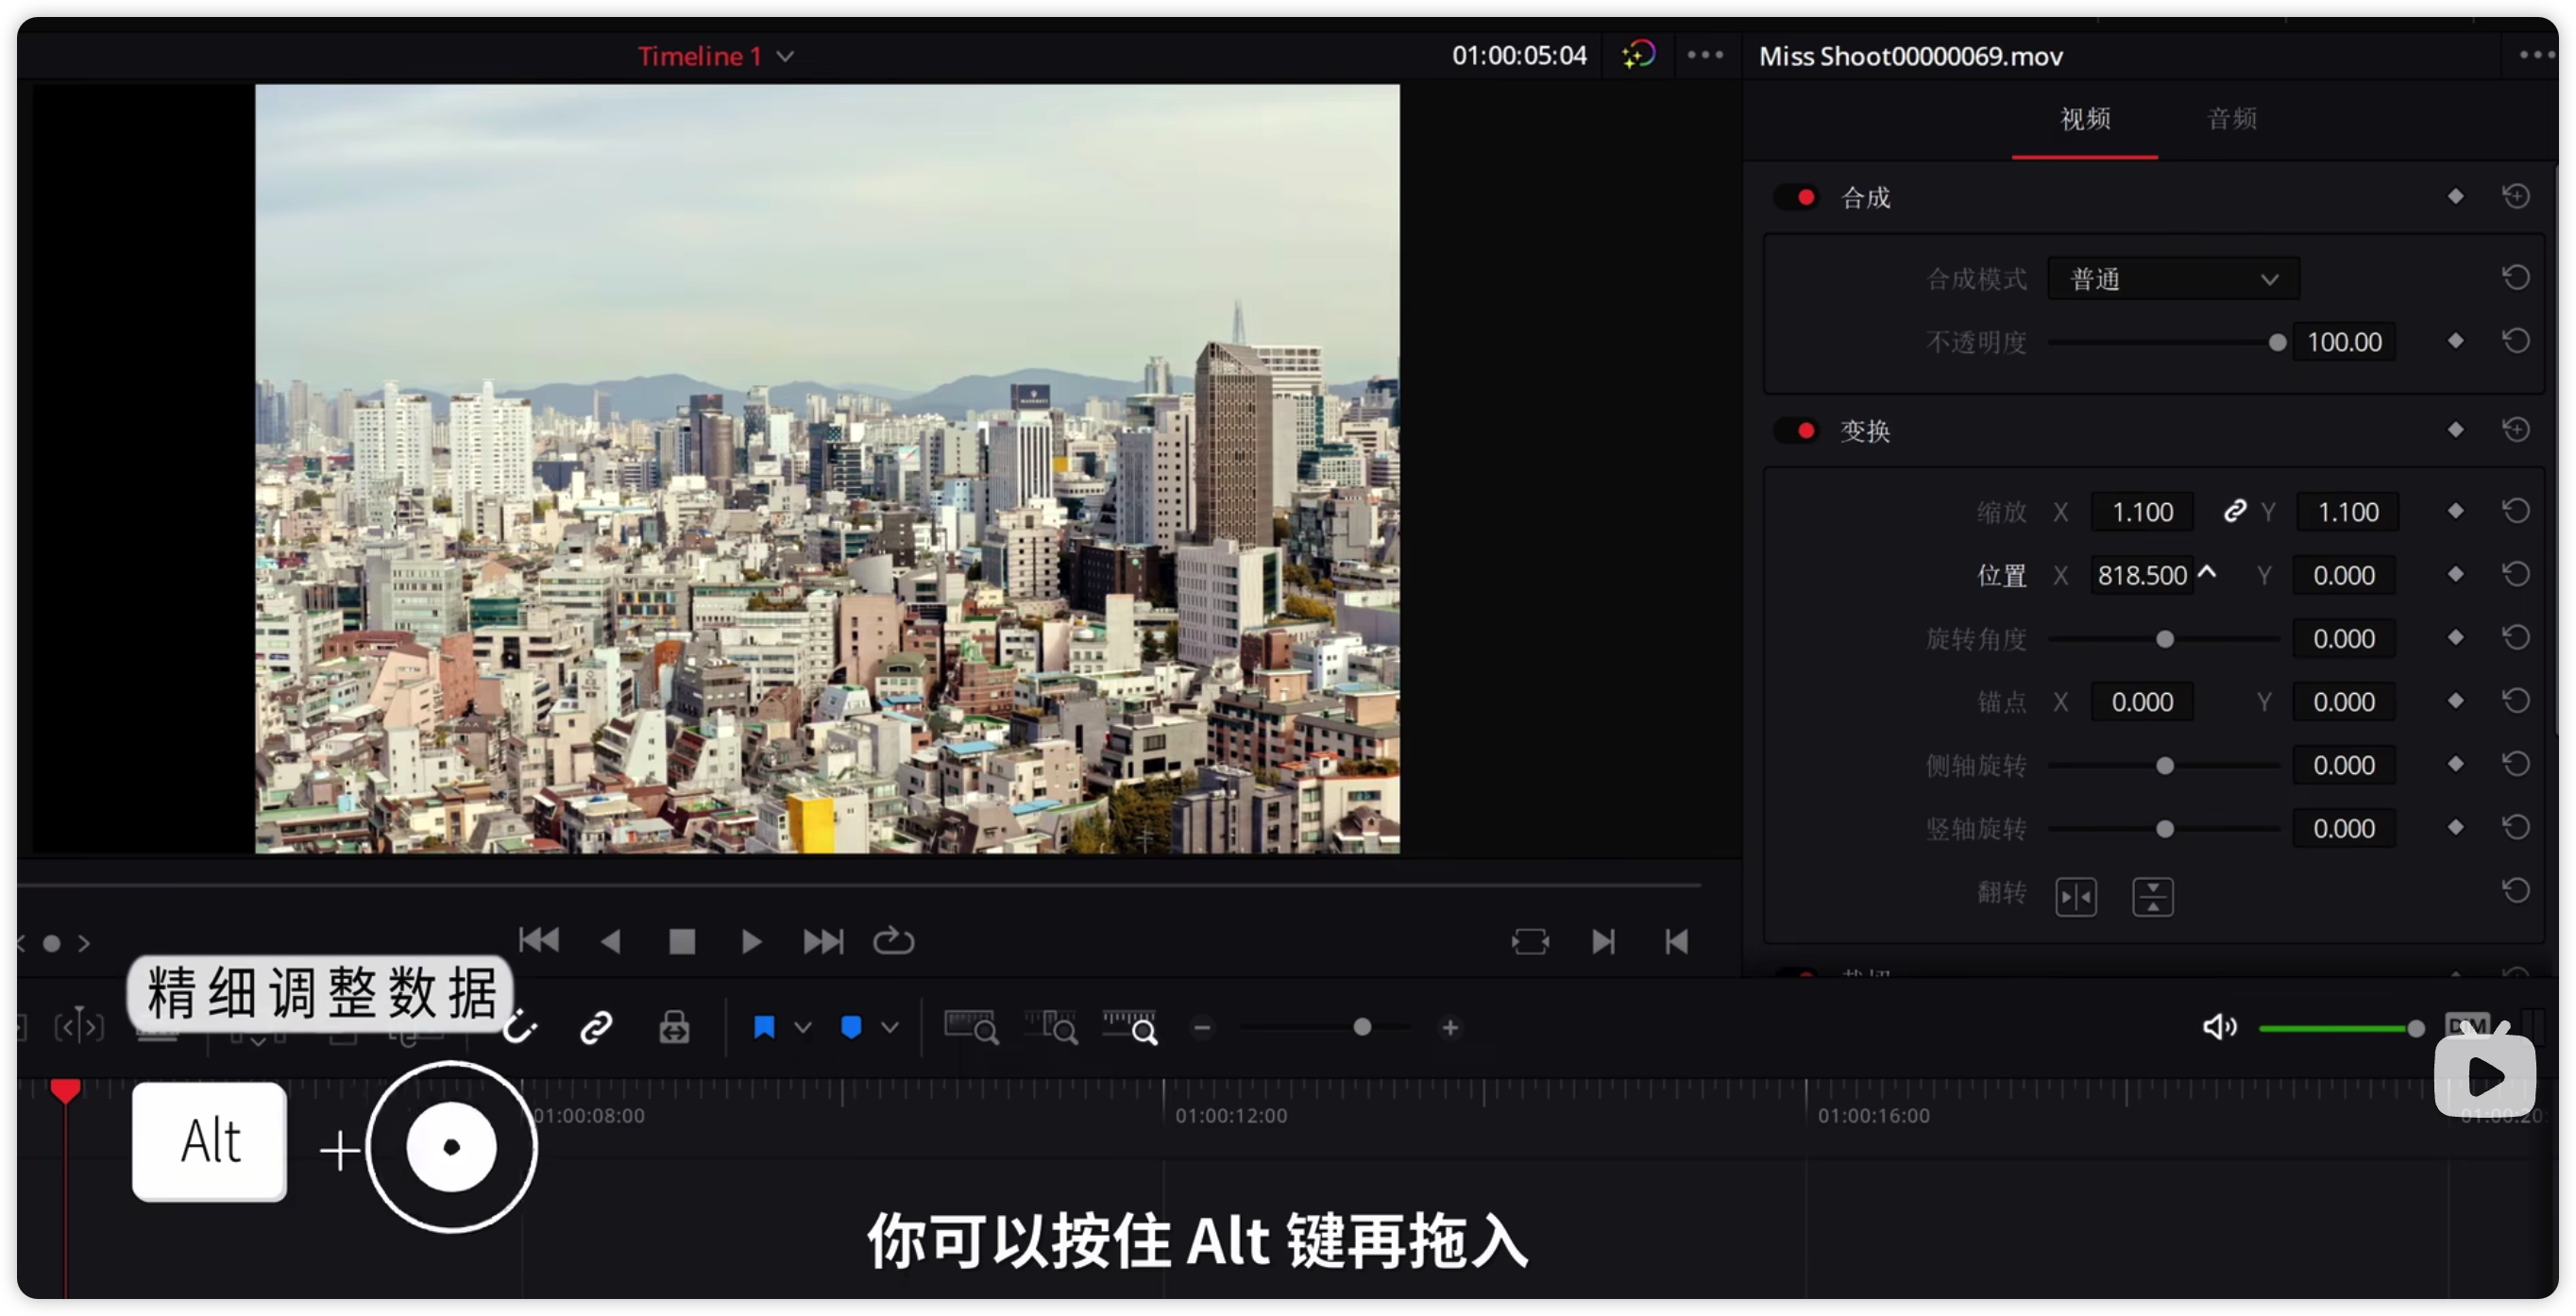 Timeline 1
01:00:05:04
Miss Shoot00000069.mov
视频
音频
合成
合成模式
普通
不透明度
100.00
变换
缩放 X 1.100 Y 1.100
位置 X 818.500 Y 0.000
旋转角度 0.000
锚点 X 0.000 Y 0.000
侧轴旋转 0.000
竖轴旋转 0.000
翻转
精细调整数据
DIM
Alt +
01:00:08:00
01:00:12:00
01:00:16:00
01:00:20:
你可以按住 Alt 键再拖入